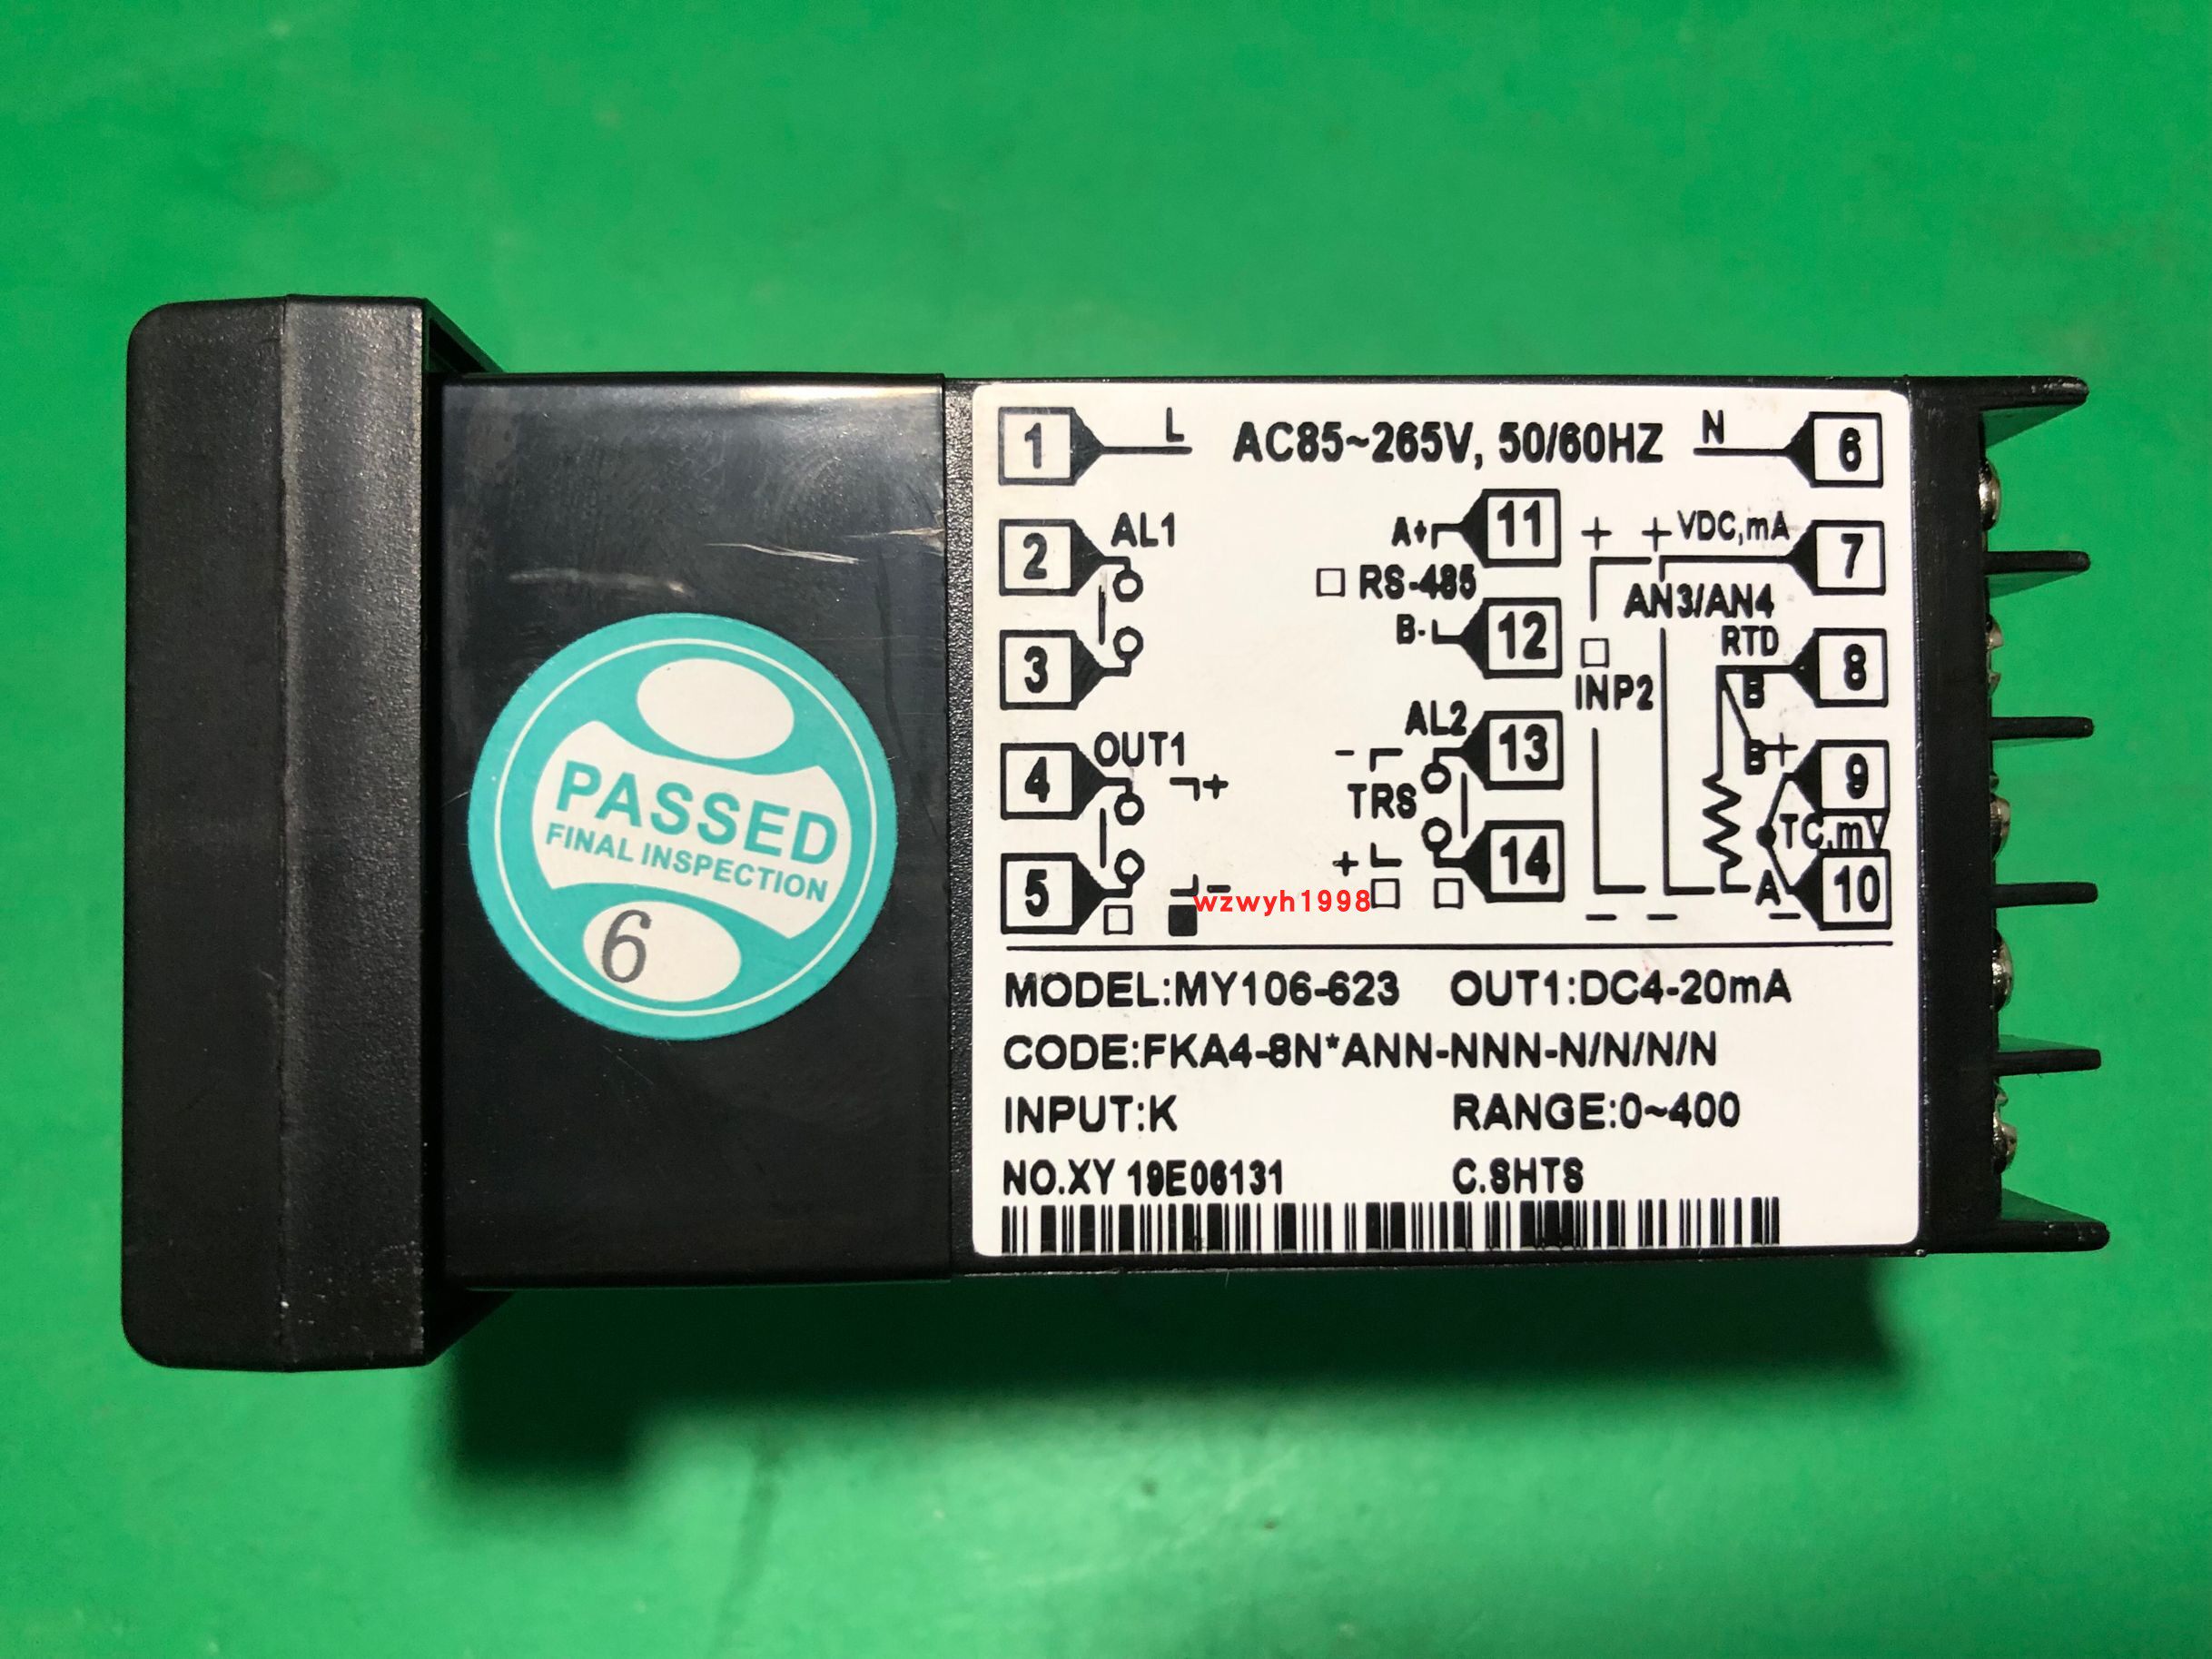 1 L AC85~265V, 50/60HZ N 6
2 AL1 A+ 11 + + VDC,mA 7
RS-485 AN3/AN4
3 B- 12 RTD 8
INP2 B
4 OUT1 + - AL2 13 B + 9
TRS TC,mV
5 - + 14 A 10
- - -
wzwyh1998
MODEL:MY106-623 OUT1:DC4-20mA
CODE:FKA4-8N*ANN-NNN-N/N/N/N
INPUT:K RANGE:0~400
NO.XY 19E06131 C.SHTS
PASSED
FINAL INSPECTION
6